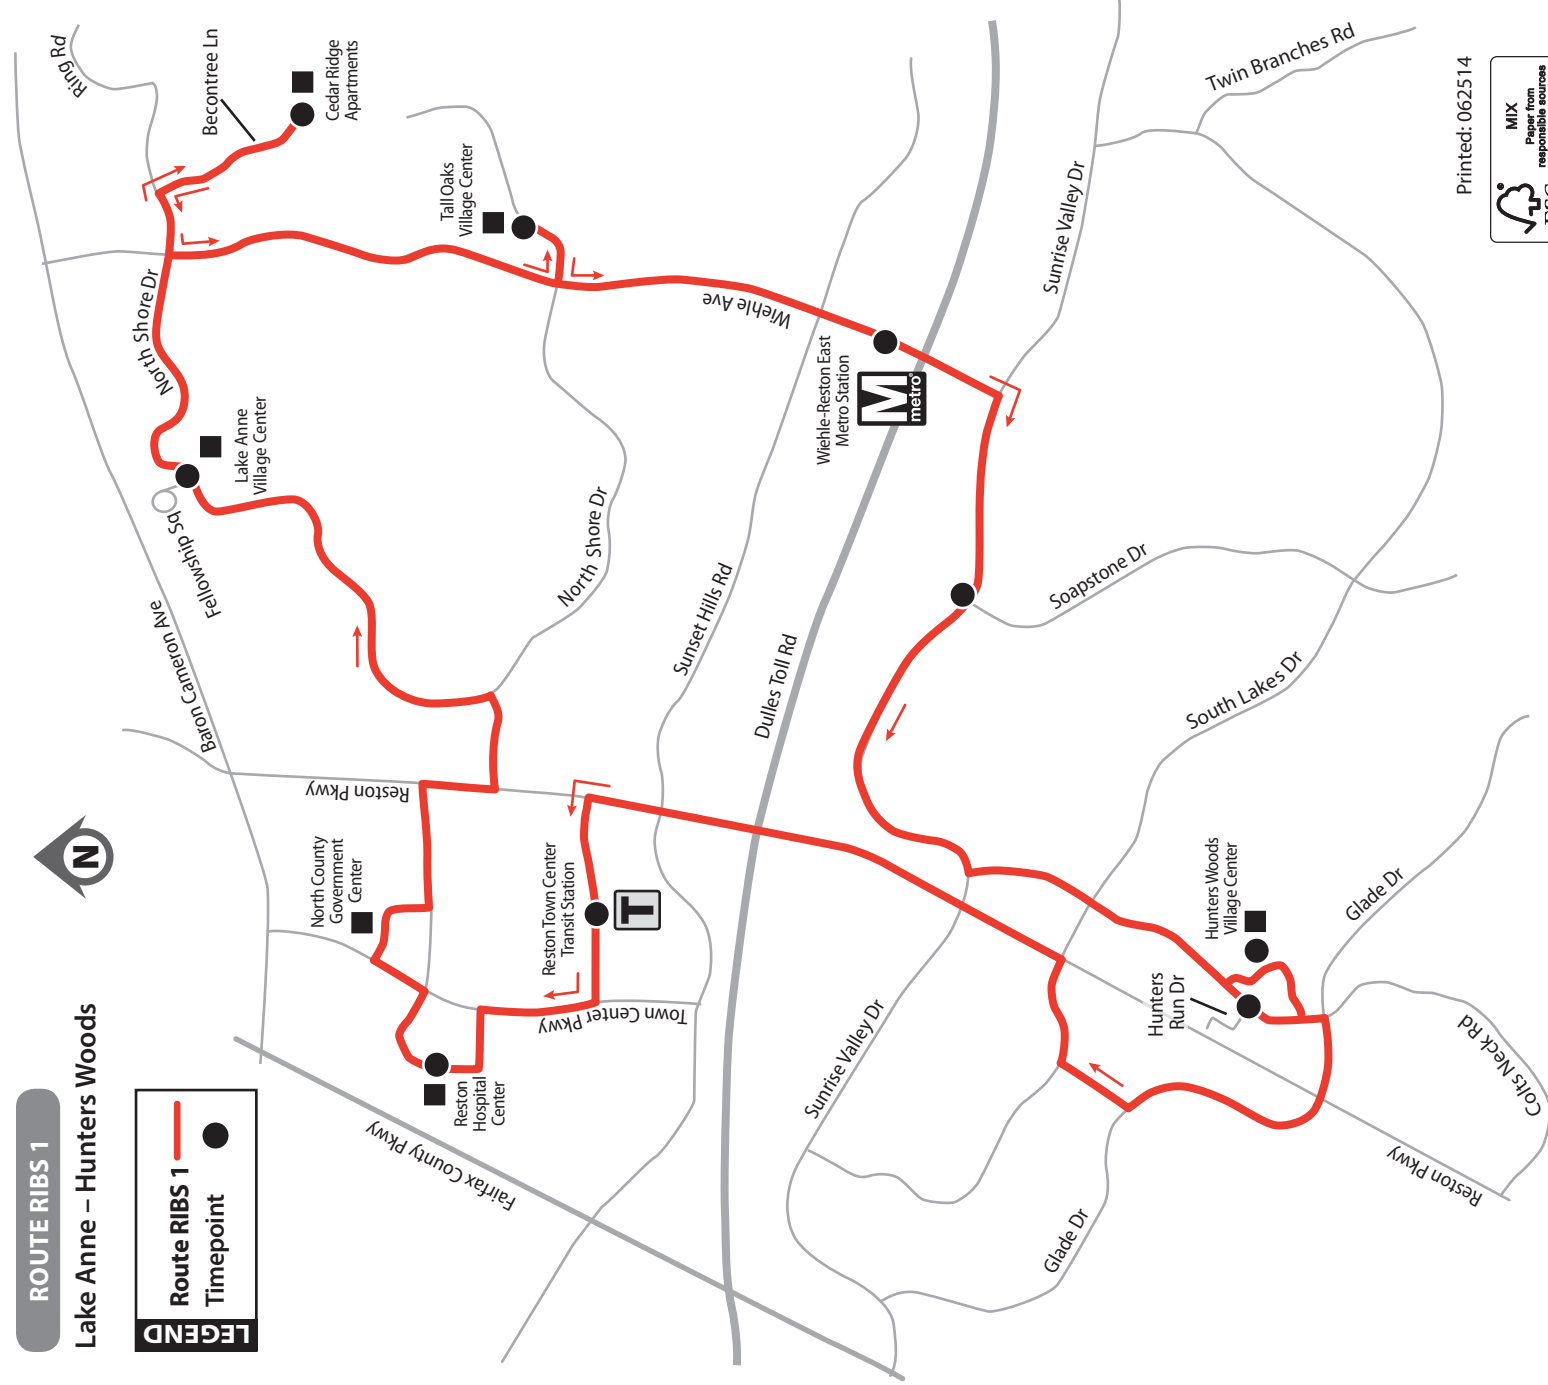 ROUTE RIBS 1
Lake Anne – Hunters Woods
LEGEND
Route RIBS 1
Timepoint
N
Ring Rd
Becontree Ln
Cedar Ridge
Apartments
Tall Oaks
Village Center
North Shore Dr
Lake Anne
Village Center
Fellowship Sq
Baron Cameron Ave
Wiehle Ave
Wiehle-Reston East
Metro Station
M
metro
North Shore Dr
Sunset Hills Rd
Dulles Toll Rd
Reston Pkwy
North County
Government
Center
Reston Town Center
Transit Station
T
Town Center Pkwy
Reston
Hospital
Center
Fairfax County Pkwy
Sunrise Valley Dr
Twin Branches Rd
Soapstone Dr
South Lakes Dr
Sunrise Valley Dr
Hunters Woods
Village Center
Hunters
Run Dr
Glade Dr
Glade Dr
Colts Neck Rd
Reston Pkwy
Printed: 062514
MIX
Paper from
responsible sources